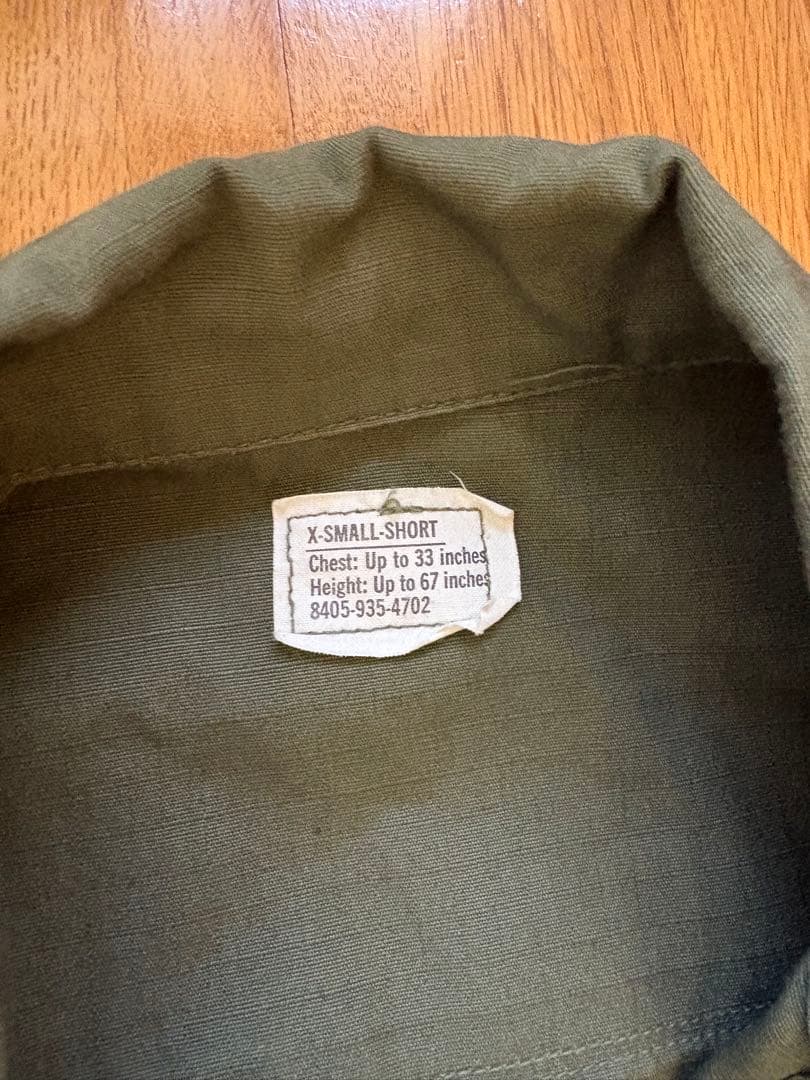 X-SMALL-SHORT
Chest: Up to 33 inches
Height: Up to 67 inches
8405-935-4702